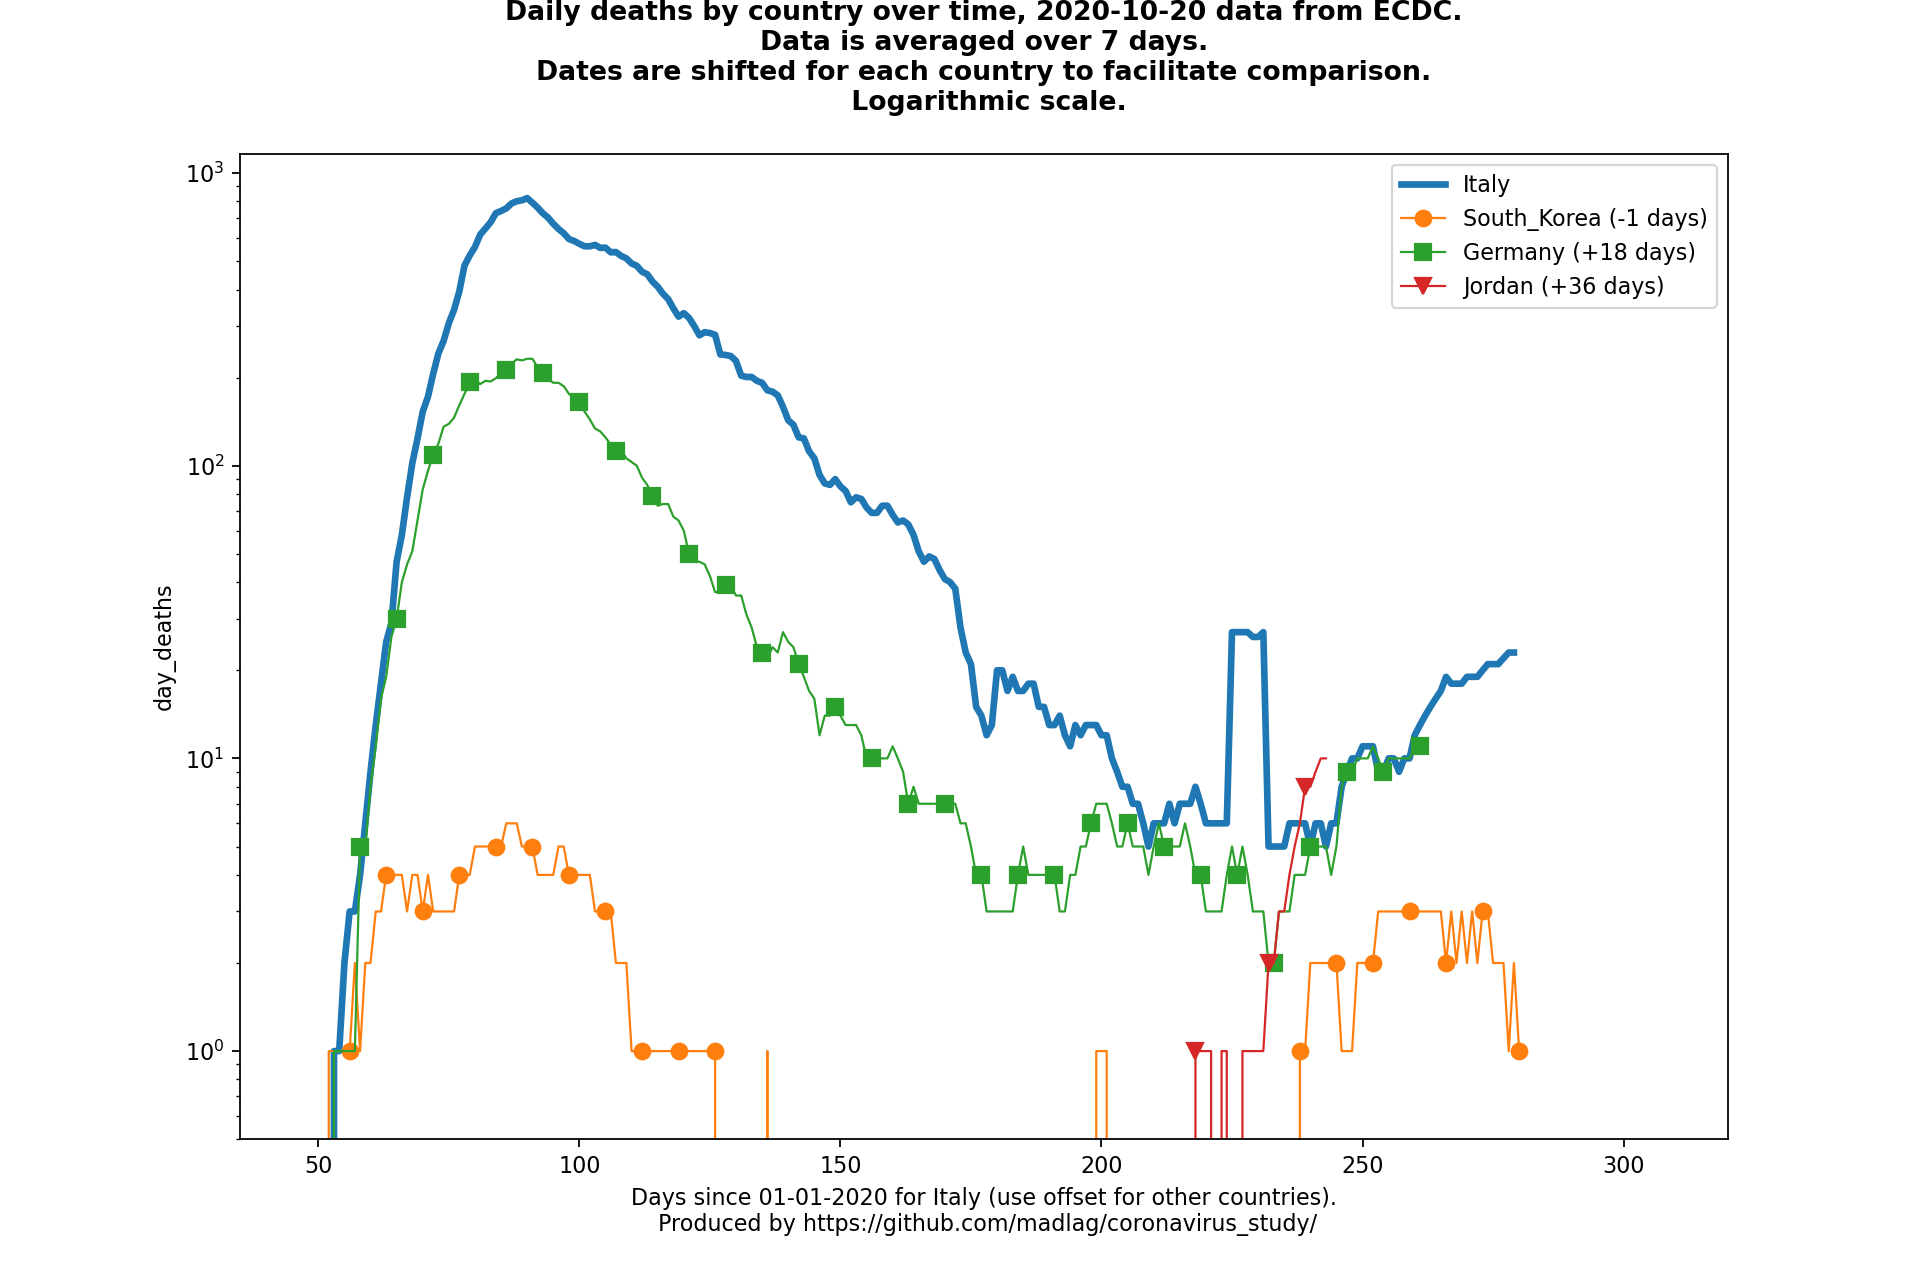 Daily deaths by country over time, 2020-10-20 data from ECDC.
Data is averaged over 7 days.
Dates are shifted for each country to facilitate comparison.
Logarithmic scale.
10³
10²
10¹
10⁰
day_deaths
Italy
South_Korea (-1 days)
Germany (+18 days)
Jordan (+36 days)
50 100 150 200 250 300
Days since 01-01-2020 for Italy (use offset for other countries).
Produced by https://github.com/madlag/coronavirus_study/